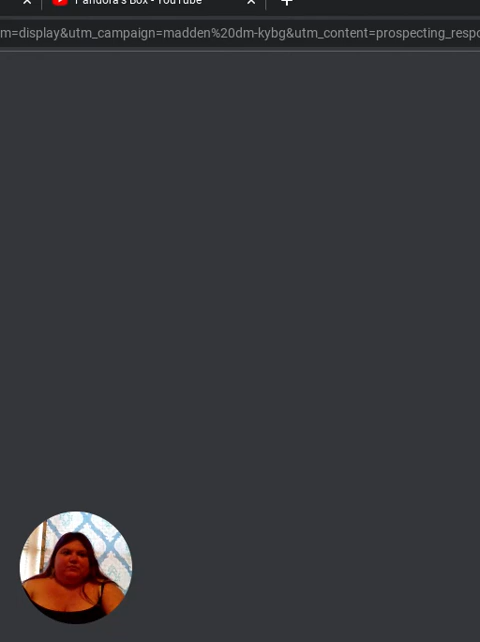 Pandora's Box - YouTube
m=display&utm_campaign=madden%20dm-kybg&utm_content=prospecting_respo